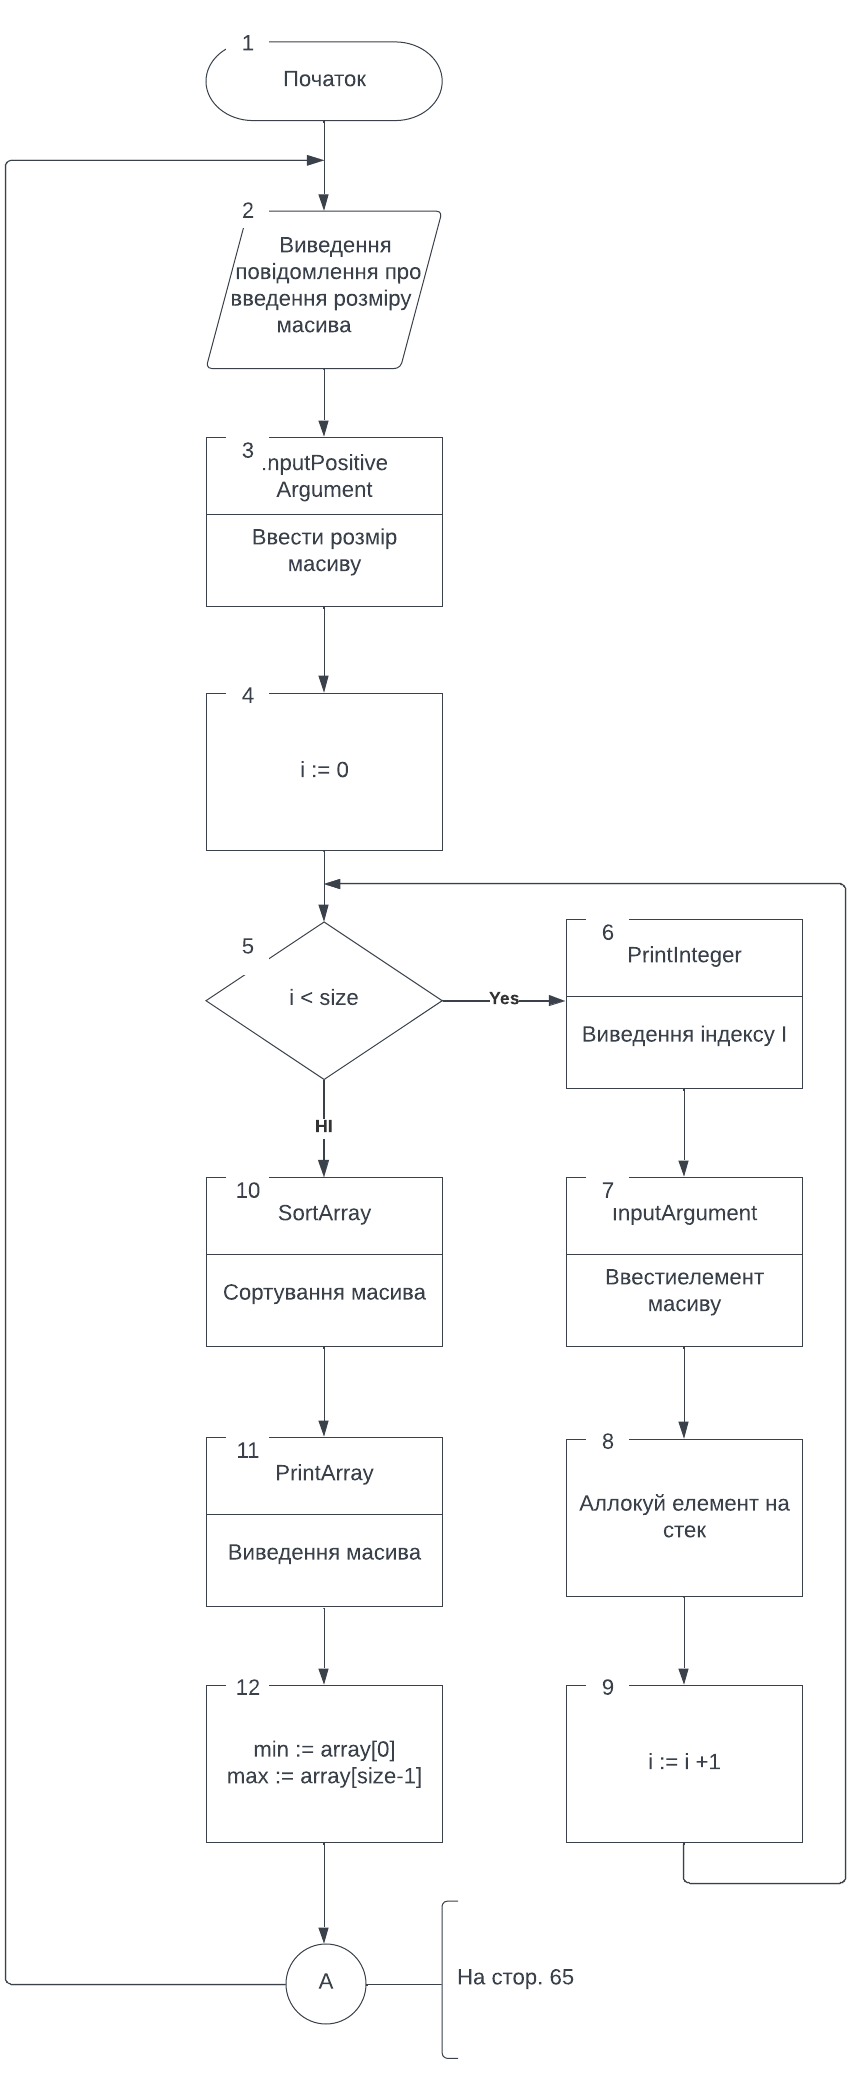 1
Початок
2
Виведення
повідомлення про
введення розміру
масива
3
InputPositive
Argument
Ввести розмір
масиву
4
i := 0
5
i < size
Yes
НІ
6
PrintInteger
Виведення індексу І
7
InputArgument
Ввестиелемент
масиву
8
Аллокуй елемент на
стек
9
i := i +1
10
SortArray
Сортування масива
11
PrintArray
Виведення масива
12
min := array[0]
max := array[size-1]
А
На стор. 65